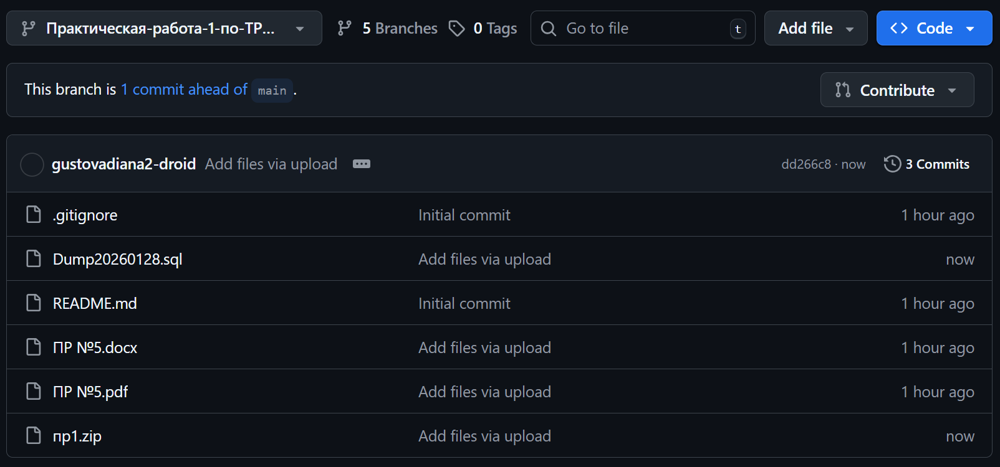 Практическая-работа-1-по-ТР... 5 Branches 0 Tags Go to file t Add file Code
This branch is 1 commit ahead of main . Contribute
gustovadiana2-droid Add files via upload dd266c8 · now 3 Commits
.gitignore Initial commit 1 hour ago
Dump20260128.sql Add files via upload now
README.md Initial commit 1 hour ago
ПР №5.docx Add files via upload 1 hour ago
ПР №5.pdf Add files via upload 1 hour ago
пр1.zip Add files via upload now